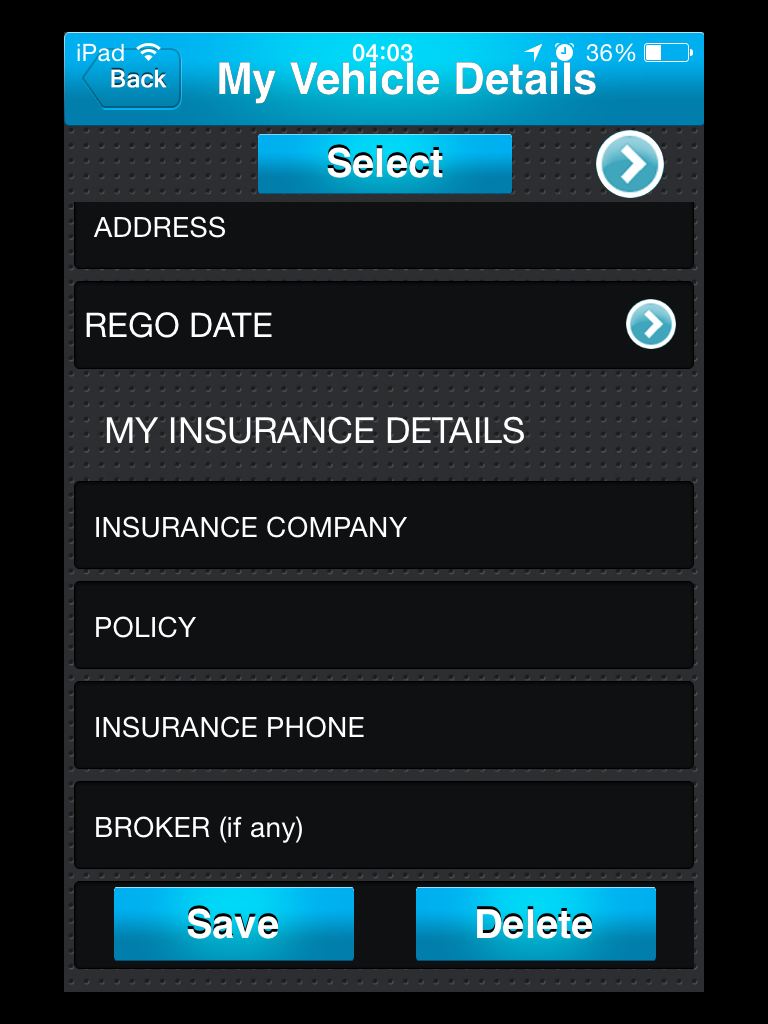 iPad 04:03 36%
Back My Vehicle Details
Select
ADDRESS
REGO DATE
MY INSURANCE DETAILS
INSURANCE COMPANY
POLICY
INSURANCE PHONE
BROKER (if any)
Save Delete